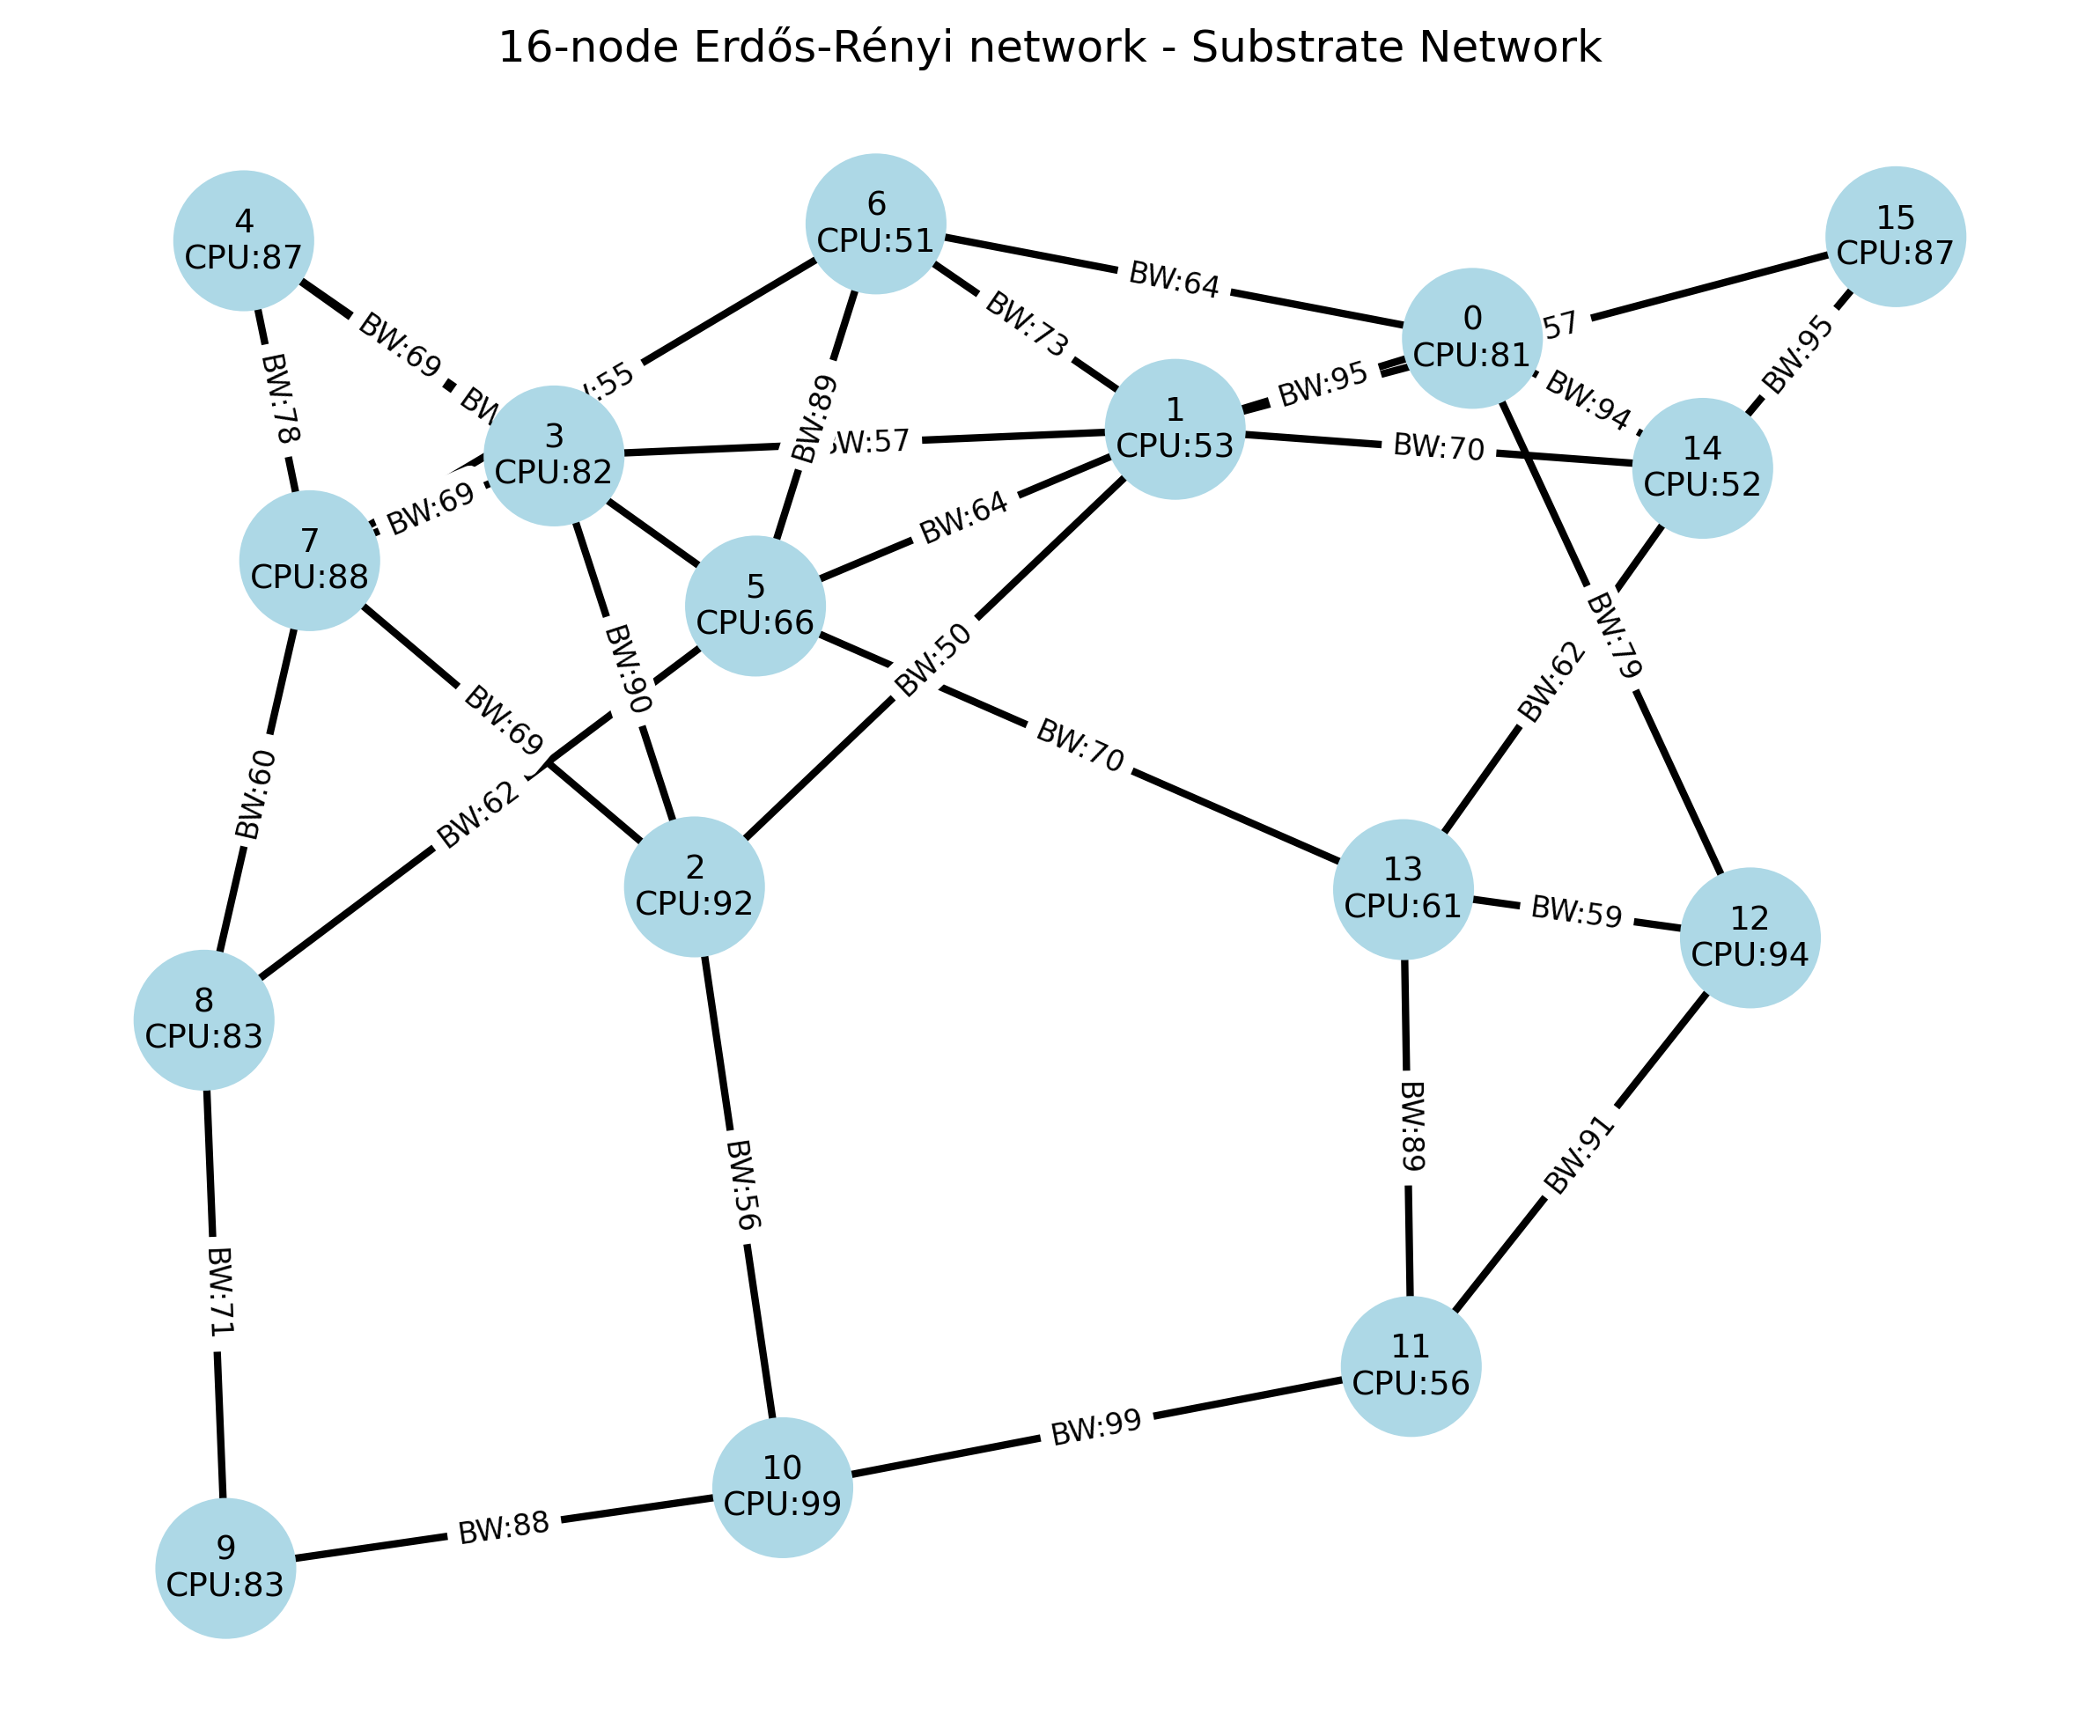 16-node Erdős-Rényi network - Substrate Network
4
CPU:87
6
CPU:51
15
CPU:87
0
CPU:81
BW:64
BW:73
57
BW:95
BW:69
BW:78
:55
BW:89
BW:95
BW:94
1
CPU:53
3
CPU:82
BW:57
BW:70
14
CPU:52
BW:69
BW:64
7
CPU:88
5
CPU:66
BW:90
BW:50
BW:62
BW:79
BW:69
BW:70
BW:60
BW:62
2
CPU:92
13
CPU:61
BW:59
12
CPU:94
8
CPU:83
BW:89
BW:91
BW:56
BW:71
11
CPU:56
BW:99
10
CPU:99
BW:88
9
CPU:83